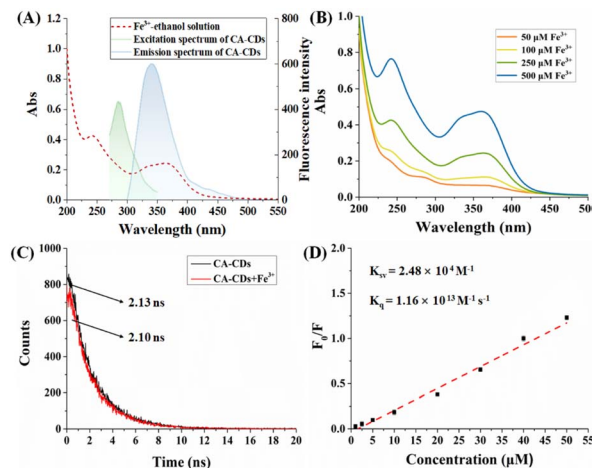 (A)
Fe³⁺-ethanol solution
Excitation spectrum of CA-CDs
Emission spectrum of CA-CDs
1.2
1.0
0.8
0.6
0.4
0.2
0.0
Abs
800
600
400
200
0
Fluorescence intensity
200 250 300 350 400 450 500 550
Wavelength (nm)
(B)
50 μM Fe³⁺
100 μM Fe³⁺
250 μM Fe³⁺
500 μM Fe³⁺
1.0
0.8
0.6
0.4
0.2
0.0
Abs
200 250 300 350 400 450 500
Wavelength (nm)
(C)
CA-CDs
CA-CDs+Fe³⁺
2.13 ns
2.10 ns
1000
800
600
400
200
0
Counts
0 2 4 6 8 10 12 14 16 18 20
Time (ns)
(D)
Ksv= 2.48 × 10⁴ M⁻¹
Kq= 1.16 × 10¹³ M⁻¹ s⁻¹
2.0
1.5
1.0
0.5
0.0
F₀/F
0 5 10 15 20 25 30 35 40 45 50 55
Concentration (μM)